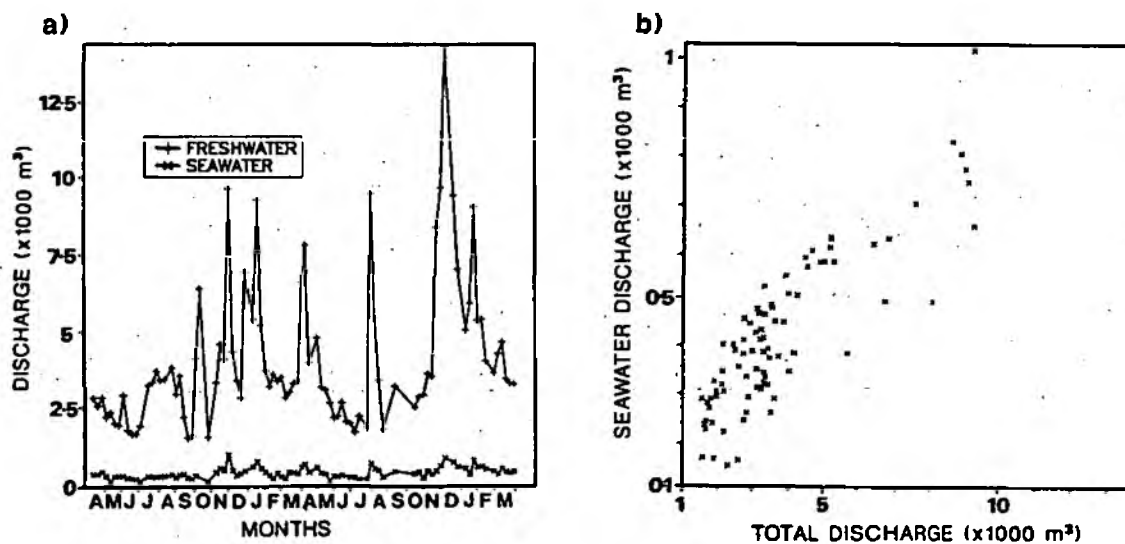 a)
DISCHARGE (x1000 m³)
12·5
10
7·5
5
2·5
0
FRESHWATER
SEAWATER
A M J J A S O N D J F M A M J J A S O N D J F M
MONTHS
b)
SEAWATER DISCHARGE (x1000 m³)
1
0·5
0·1
1
5
10
TOTAL DISCHARGE (x1000 m³)